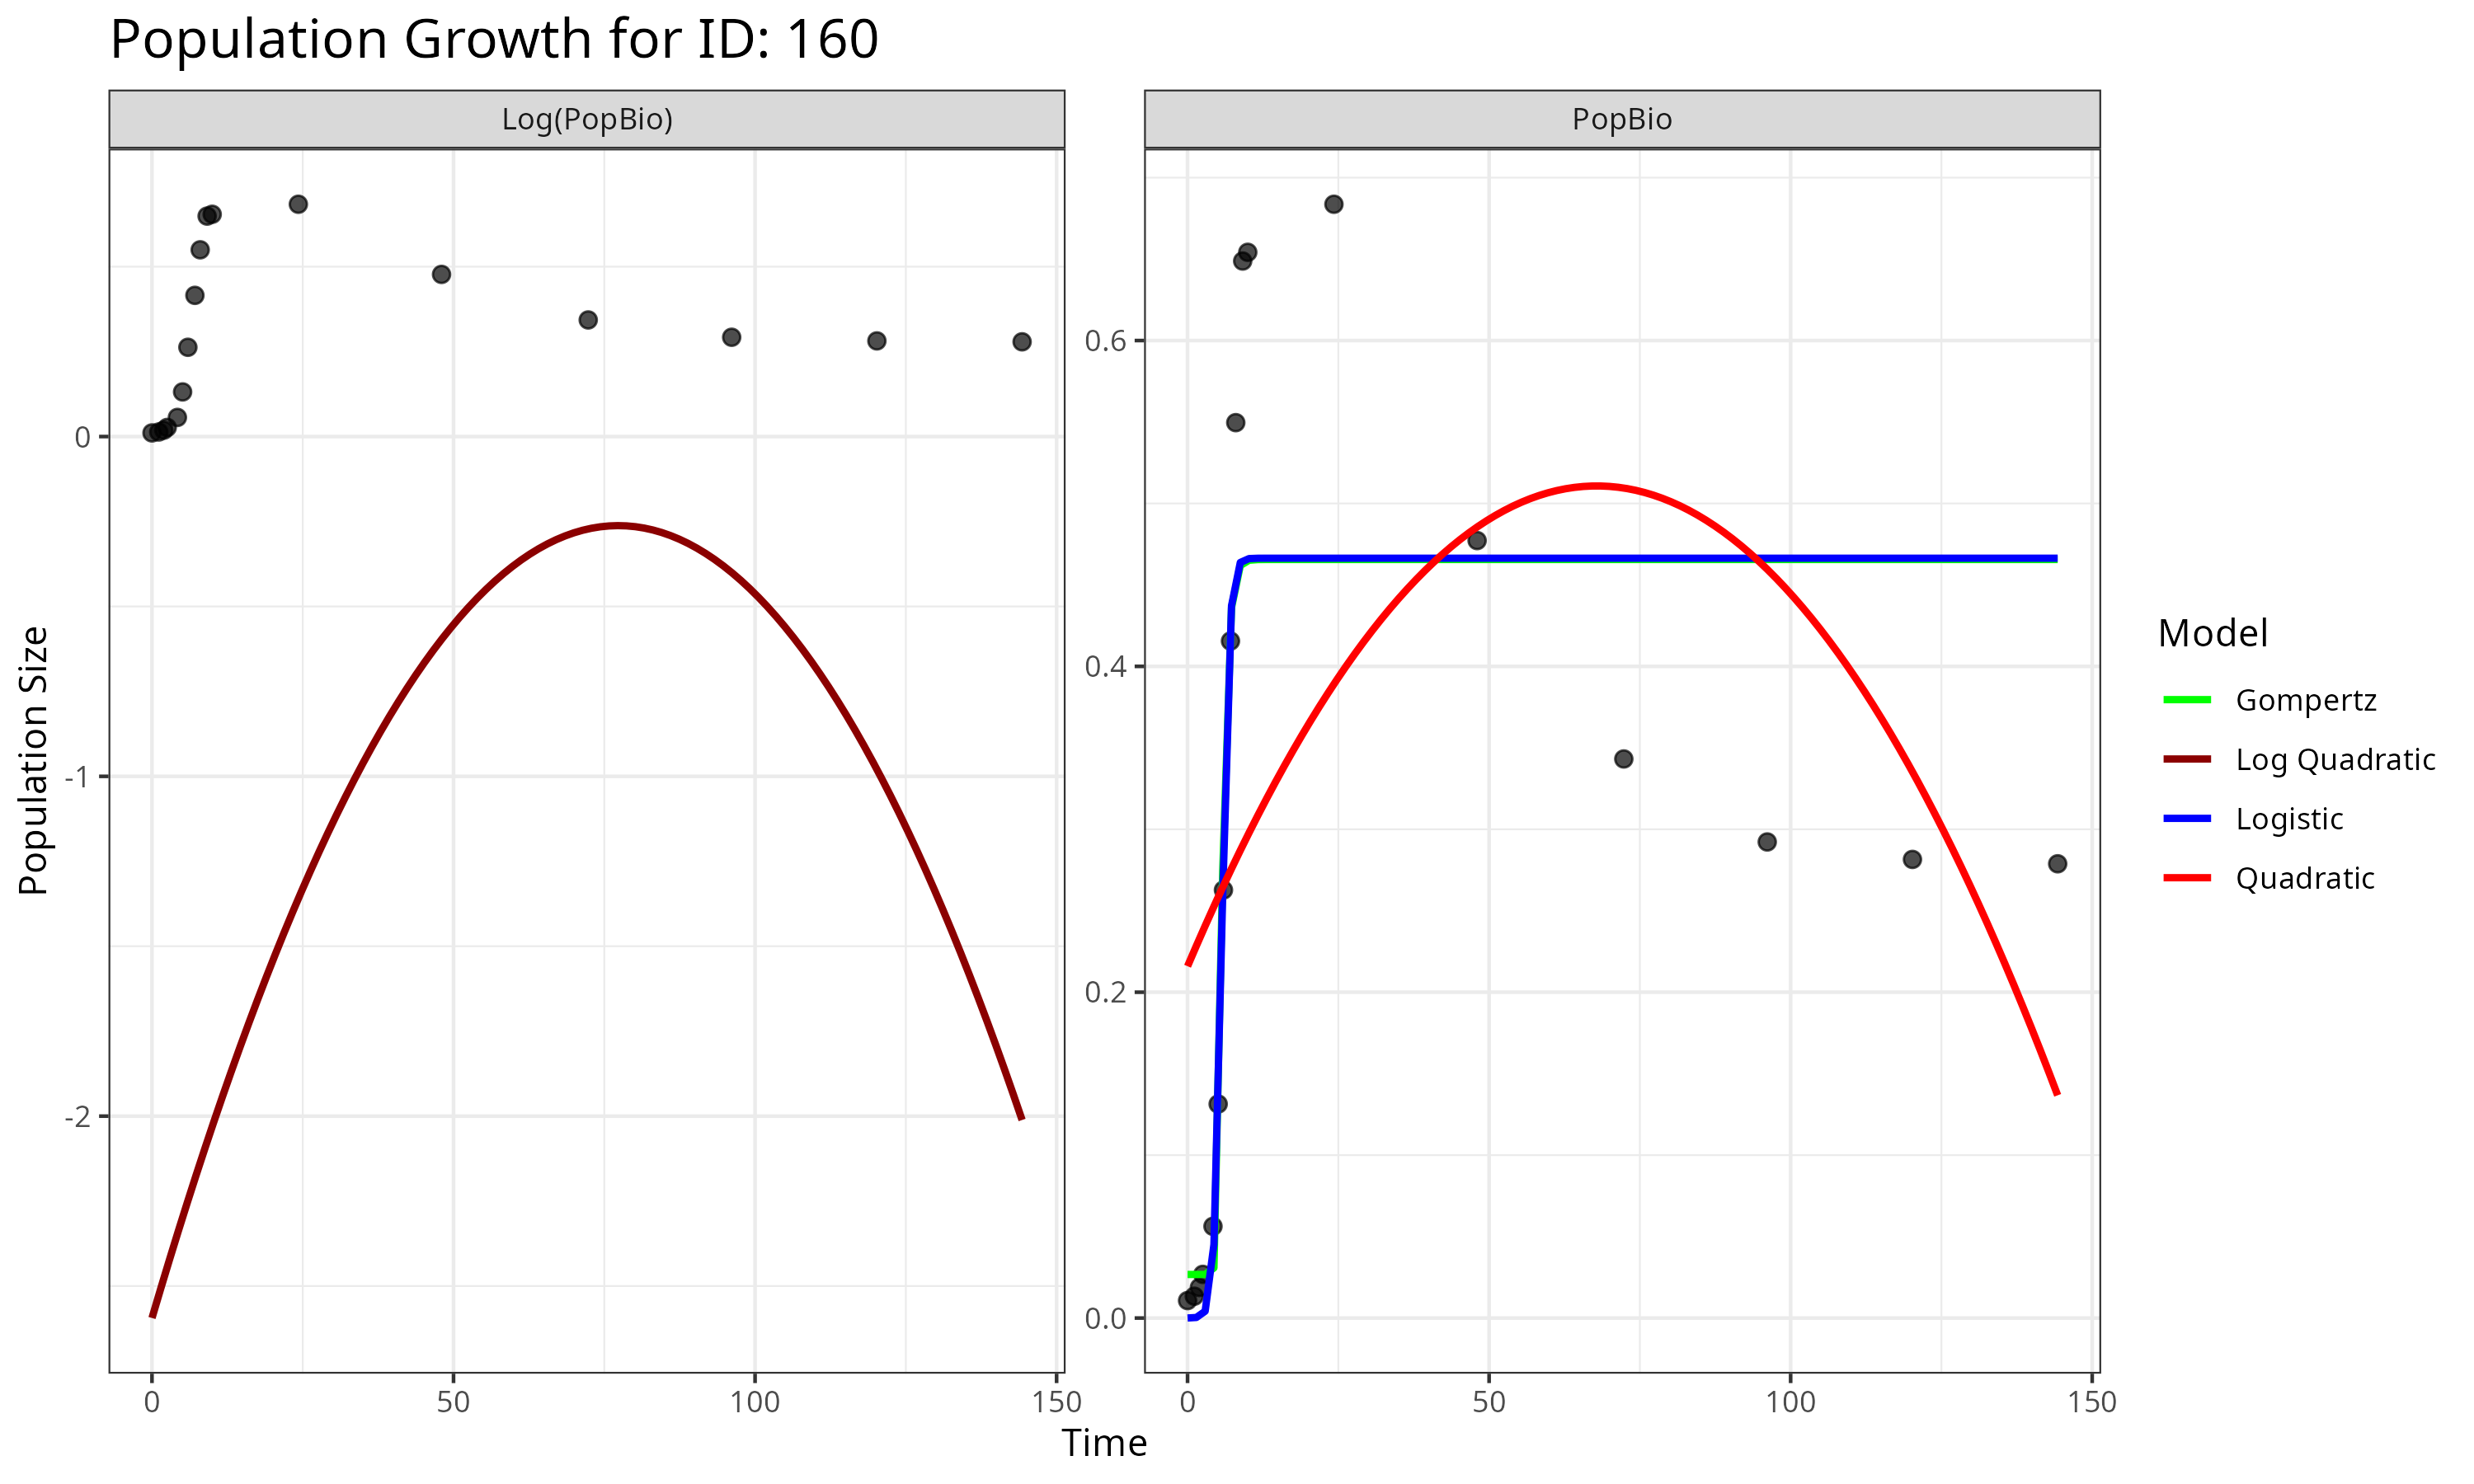 Population Growth for ID: 160
Log(PopBio)
PopBio
Population Size
0
-1
-2
0.6
0.4
0.2
0.0
0
50
100
150
0
50
100
150
Time
Model
Gompertz
Log Quadratic
Logistic
Quadratic